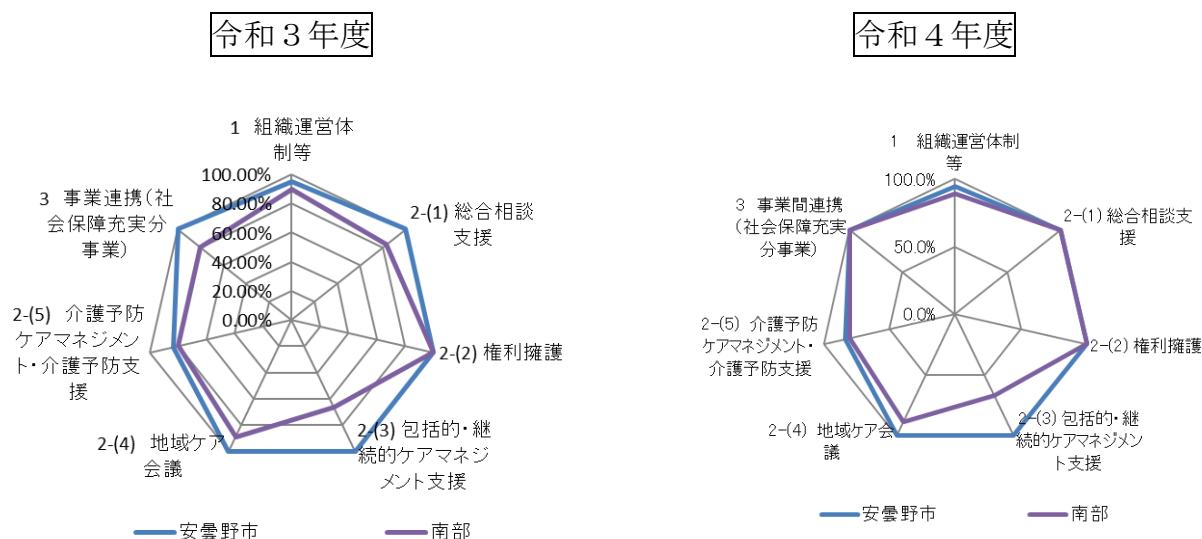 令和３年度
1 組織運営体
制等
100.00%
80.00%
60.00%
40.00%
20.00%
0.00%
2-(1) 総合相談
支援
2-(2) 権利擁護
2-(3) 包括的・継
続的ケアマネジ
メント支援
2-(4) 地域ケア
会議
2-(5) 介護予防
ケアマネジメン
ト・介護予防支
援
3 事業連携（社
会保障充実分
事業）
安曇野市
南部
令和４年度
1 組織運営体制
等
100.0%
50.0%
0.0%
2-(1) 総合相談支
援
2-(2) 権利擁護
2-(3) 包括的・継
続的ケアマネジメン
ト支援
2-(4) 地域ケア会
議
2-(5) 介護予防
ケアマネジメント・
介護予防支援
3 事業間連携
（社会保障充実
分事業）
安曇野市
南部